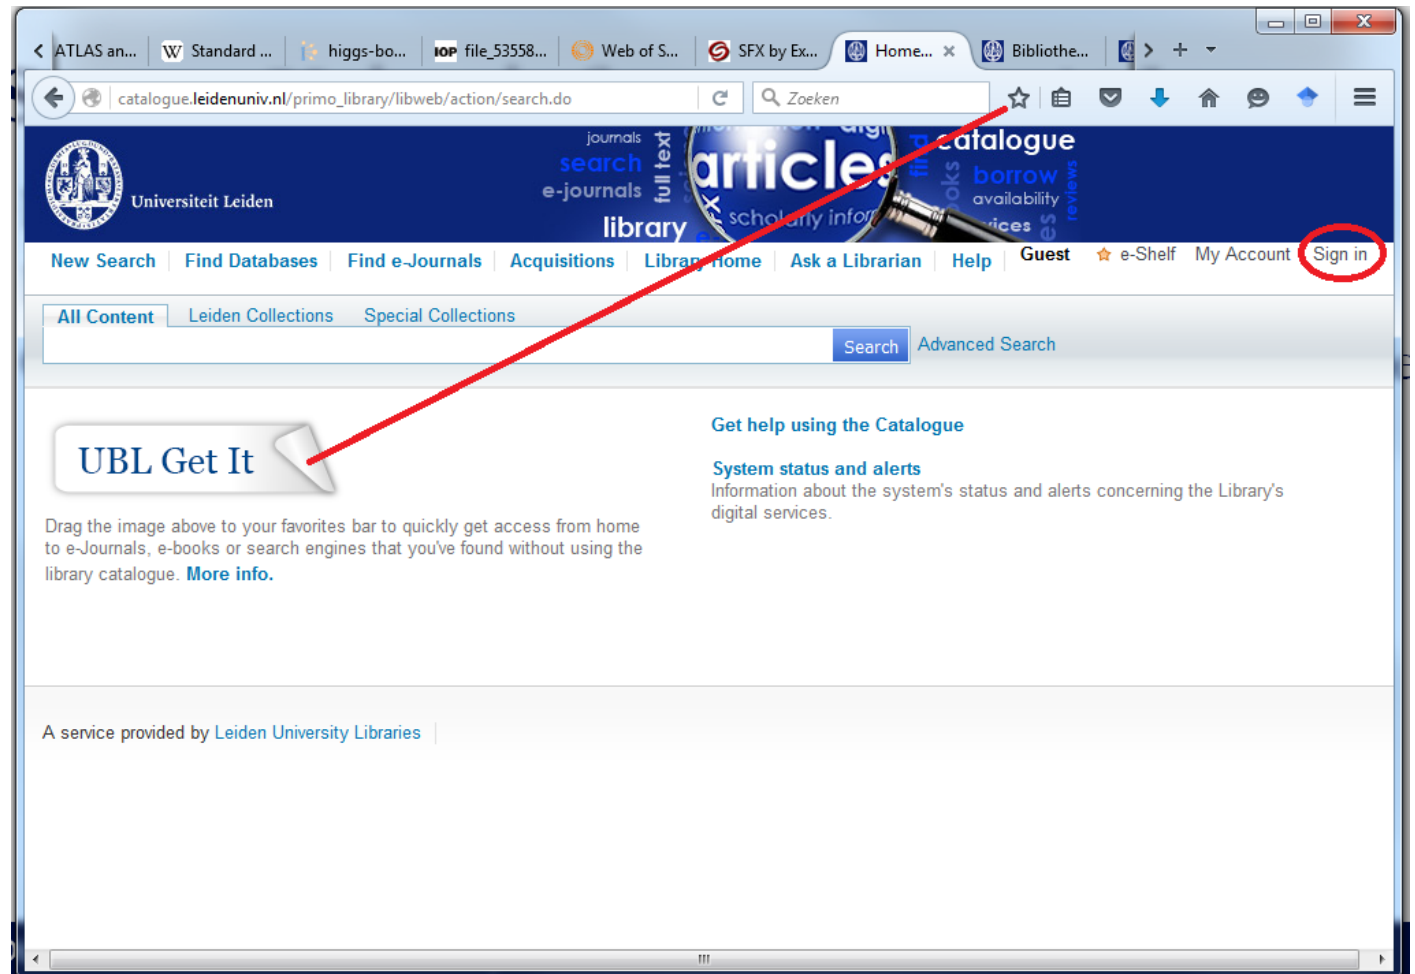 ATLAS an...
W Standard ...
higgs-bo...
IOP file_53558...
Web of S...
SFX by Ex...
Home...
Bibliothe...
catalogue.leidenuniv.nl/primo_library/libweb/action/search.do
Zoeken
Universiteit Leiden
journals
search
e-journals
library
full text
articles
scholarly infor
find
catalogue
borrow
availability
reviews
New Search Find Databases Find e-Journals Acquisitions Library Home Ask a Librarian Help Guest e-Shelf My Account Sign in
All Content Leiden Collections Special Collections
Search Advanced Search
UBL Get It
Drag the image above to your favorites bar to quickly get access from home
to e-Journals, e-books or search engines that you've found without using the
library catalogue. More info.
Get help using the Catalogue
System status and alerts
Information about the system's status and alerts concerning the Library's
digital services.
A service provided by Leiden University Libraries